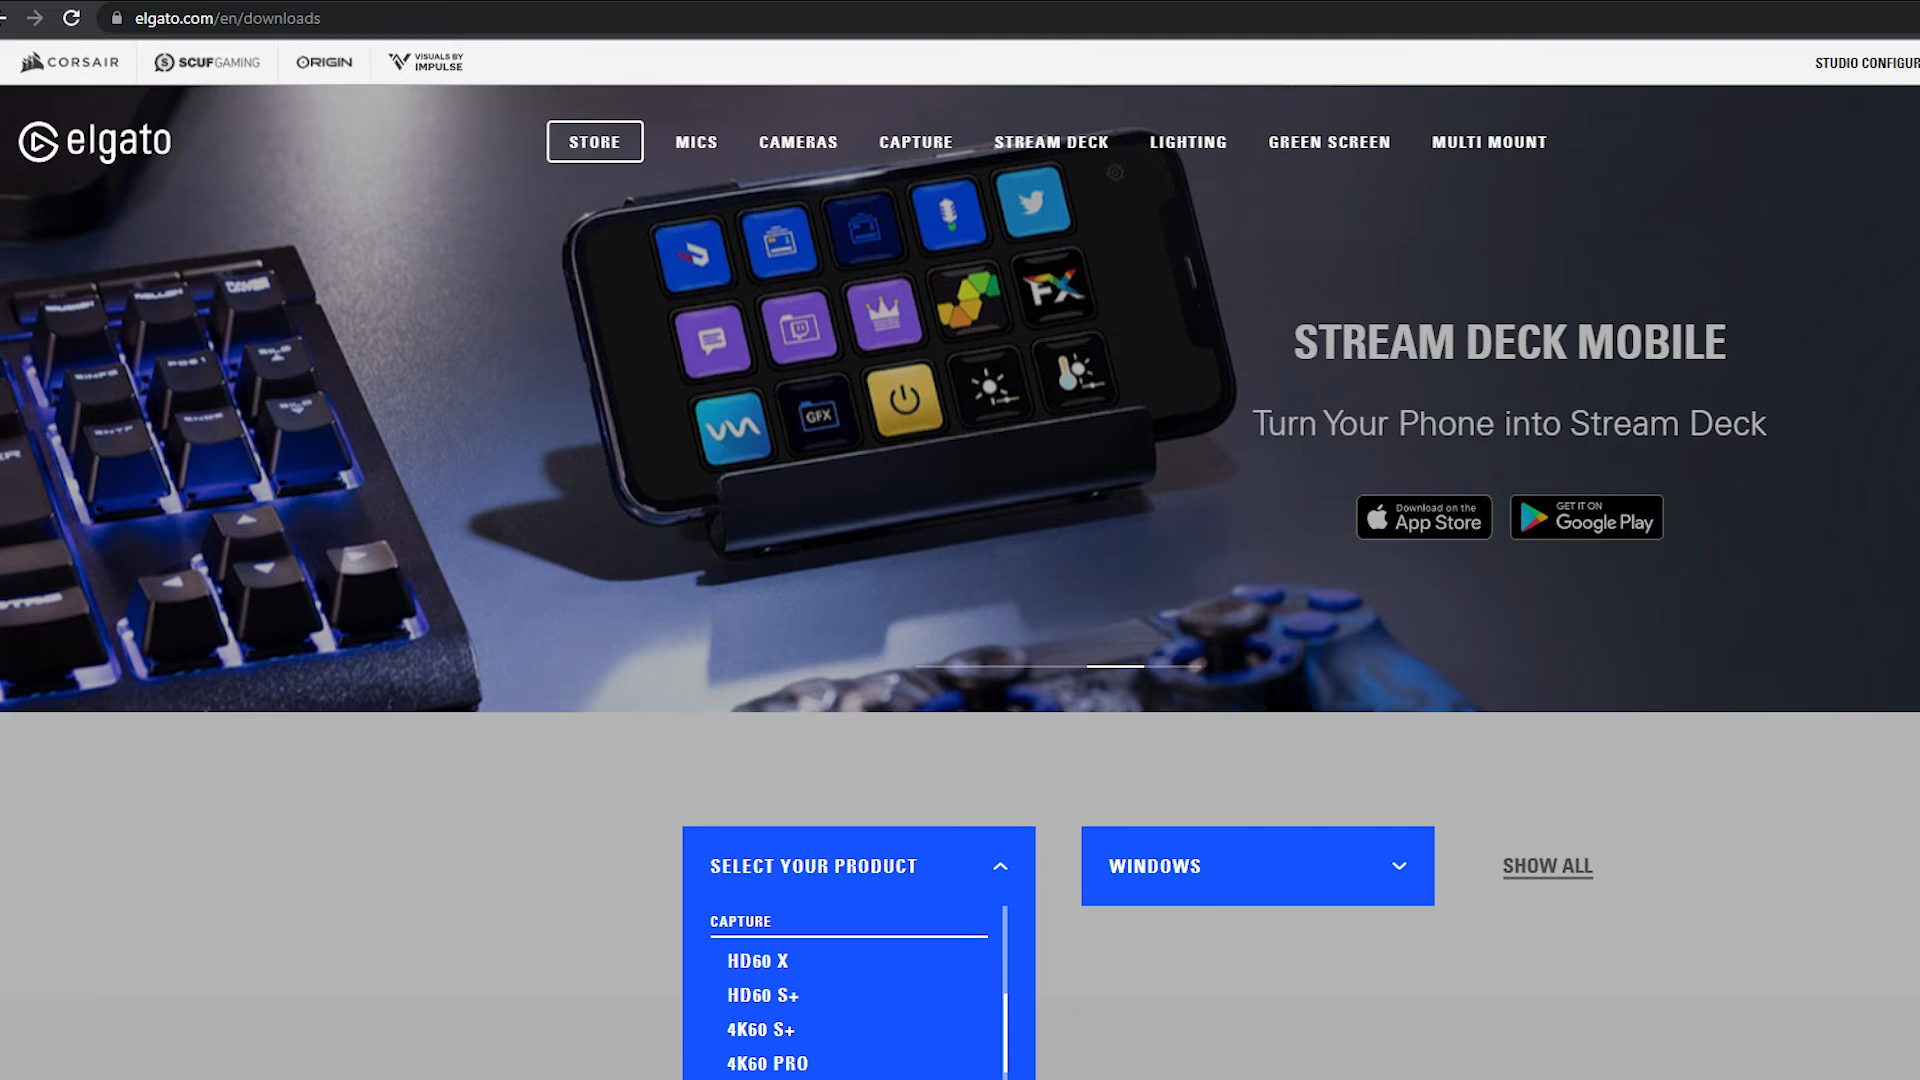 elgato.com/en/downloads
CORSAIR
SCUFGAMING
ORIGIN
VISUALS BY
IMPULSE
STUDIO CONFIGUR
elgato
STORE
MICS
CAMERAS
CAPTURE
STREAM DECK
LIGHTING
GREEN SCREEN
MULTI MOUNT
FX
GFX
STREAM DECK MOBILE
Turn Your Phone into Stream Deck
Download on the
App Store
GET IT ON
Google Play
SELECT YOUR PRODUCT
WINDOWS
SHOW ALL
CAPTURE
HD60 X
HD60 S+
4K60 S+
4K60 PRO